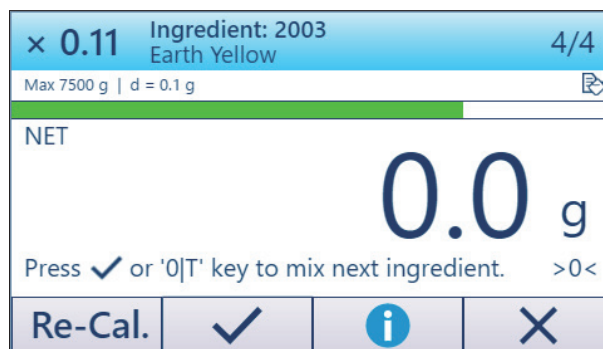 × 0.11 Ingredient: 2003 4/4
Earth Yellow
Max 7500 g | d = 0.1 g
NET
0.0 g
Press ✓ or '0|T' key to mix next ingredient. >0<
Re-Cal. ✓ i ×